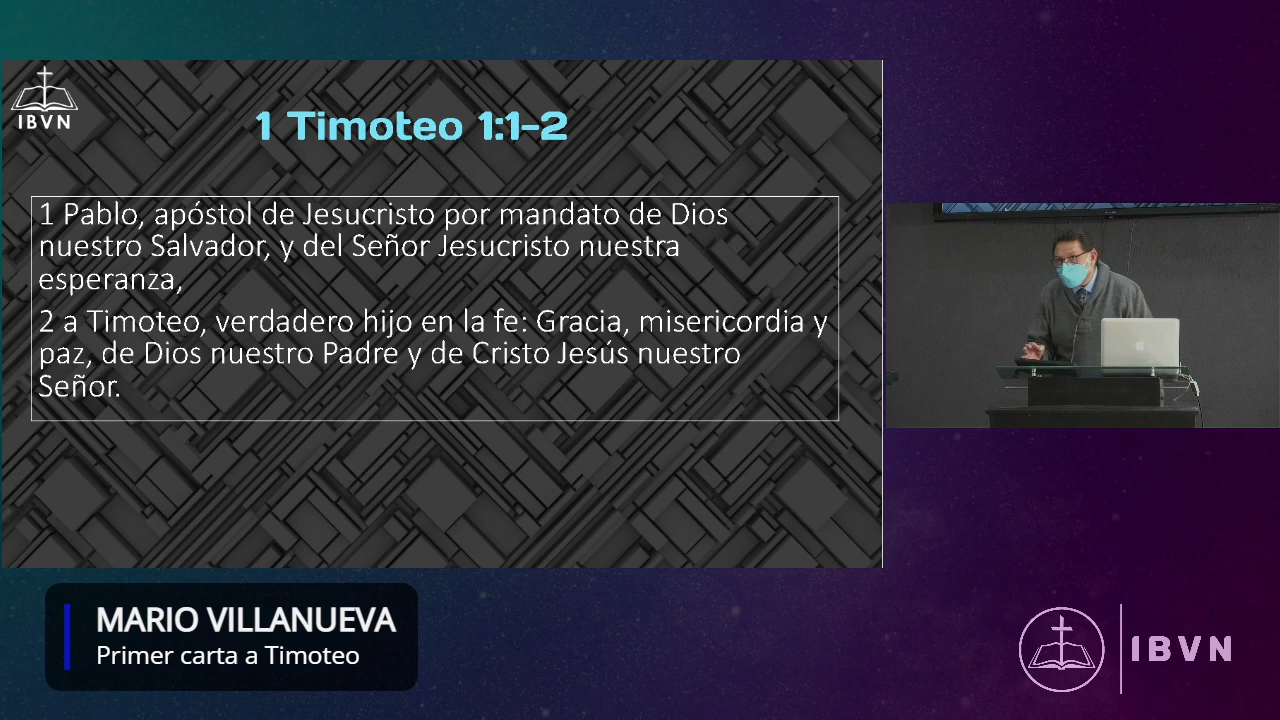 IBVN
1 Timoteo 1:1-2
1 Pablo, apóstol de Jesucristo por mandato de Dios
nuestro Salvador, y del Señor Jesucristo nuestra
esperanza,
2 a Timoteo, verdadero hijo en la fe: Gracia, misericordia y
paz, de Dios nuestro Padre y de Cristo Jesús nuestro
Señor.
MARIO VILLANUEVA
Primer carta a Timoteo
IBVN